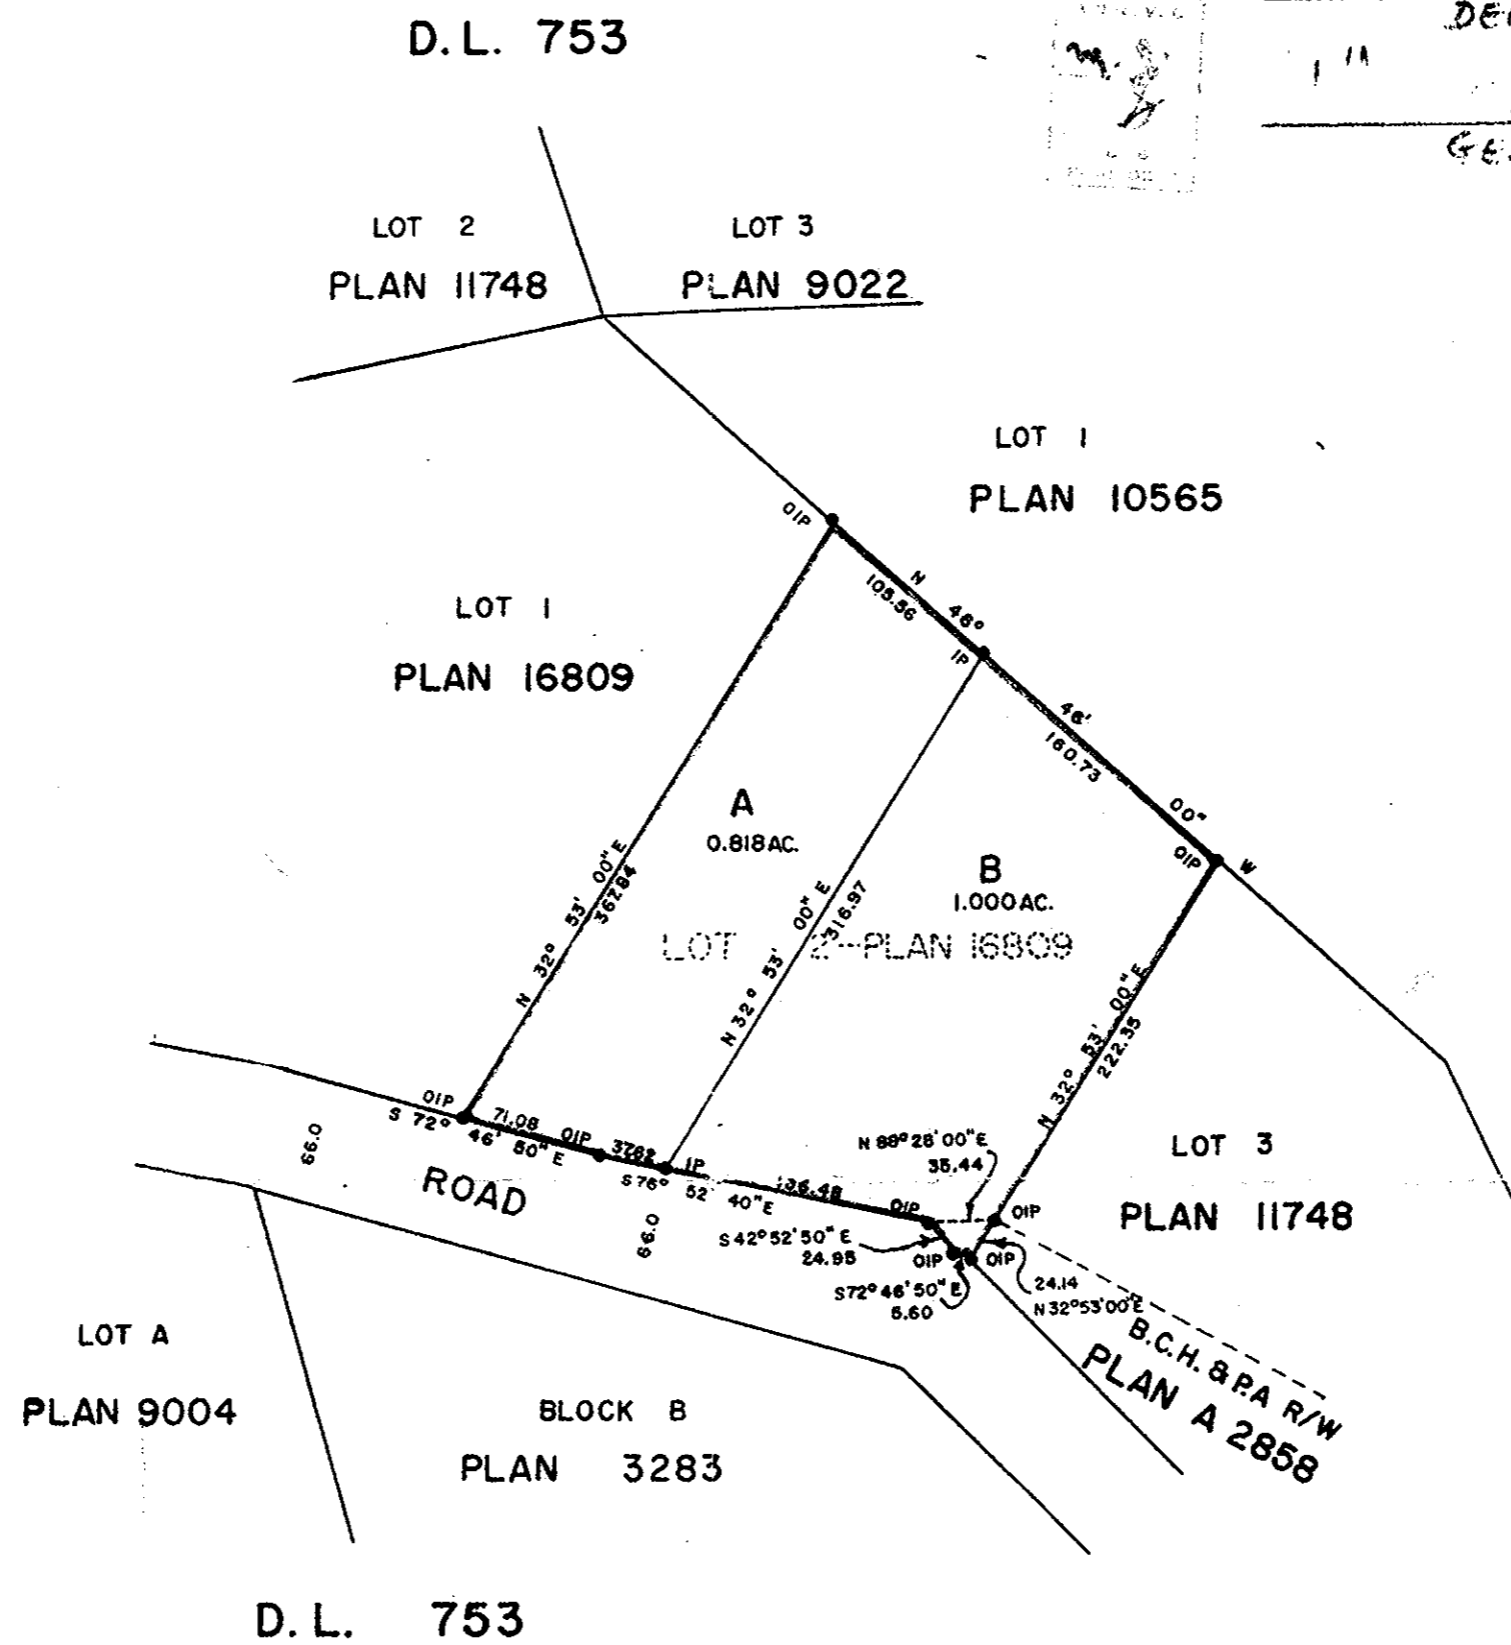 D. L. 753
DE
1"
GE
LOT 2
PLAN 11748
LOT 3
PLAN 9022
LOT 1
PLAN 10565
OIP
N 48° 46' 00" W
105.56
IP
160.73
OIP
LOT 1
PLAN 16809
A
0.818 AC.
B
1.000 AC.
LOT 2 - PLAN 16809
N 32° 53' 00" E
367.84
N 32° 53' 00" E
316.97
N 32° 53' 00" E
222.35
OIP
71.08
S 72° 46' 50" E
OIP
37.62
IP
S 76° 52' 40" E
136.48
66.0
ROAD
66.0
N 88° 28' 00" E
35.44
OIP
OIP
S 42° 52' 50" E
24.95
OIP
OIP
S 72° 46' 50" E
5.60
24.14
N 32° 53' 00" E
LOT 3
PLAN 11748
B.C.H. & P.A R/W
PLAN A 2858
LOT A
PLAN 9004
BLOCK B
PLAN 3283
D. L. 753